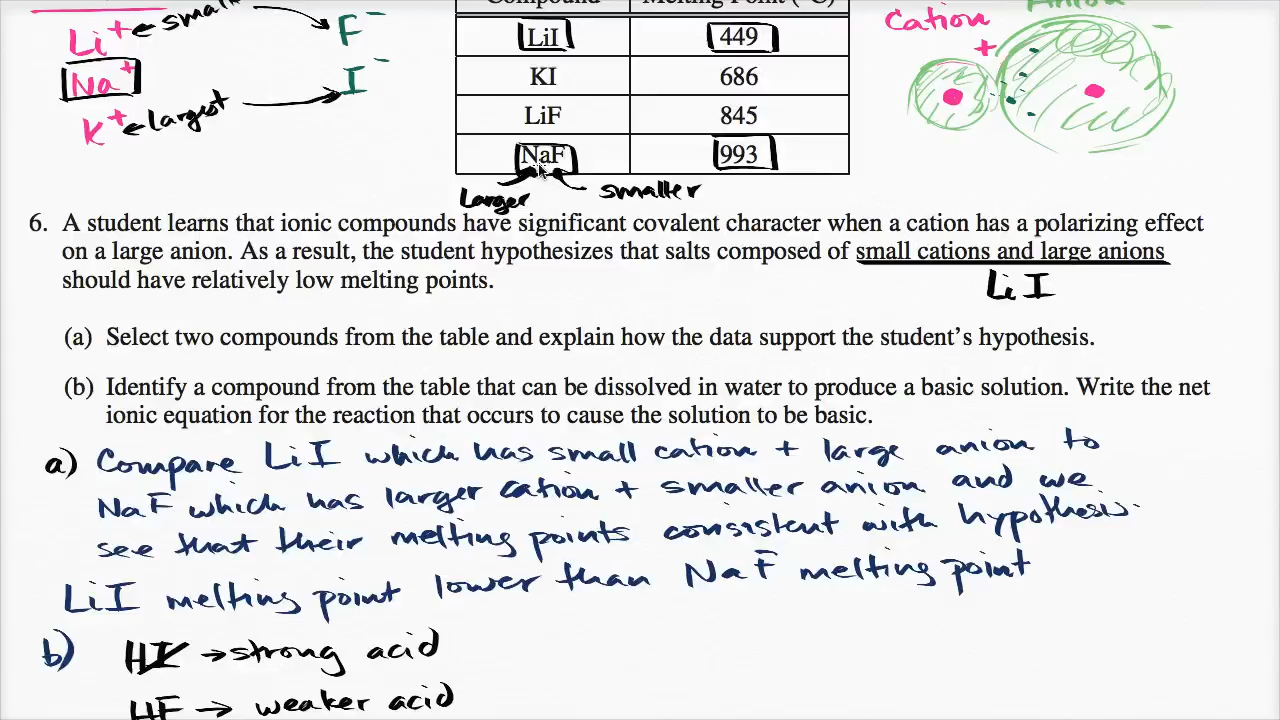 Compound Melting Point (°C)
Li⁺ small F⁻
Cation Anion
LiI 449
+ −
Na⁺ I⁻
KI 686
K⁺ largest
LiF 845
NaF 993
Larger smaller
6. A student learns that ionic compounds have significant covalent character when a cation has a polarizing effect
on a large anion. As a result, the student hypothesizes that salts composed of small cations and large anions
should have relatively low melting points.
LiI
(a) Select two compounds from the table and explain how the data support the student's hypothesis.
(b) Identify a compound from the table that can be dissolved in water to produce a basic solution. Write the net
ionic equation for the reaction that occurs to cause the solution to be basic.
a) Compare LiI which has small cation + large anion to
NaF which has larger cation + smaller anion and we
see that their melting points consistent with hypothesis.
LiI melting point lower than NaF melting point
b) HI → strong acid
HF → weaker acid